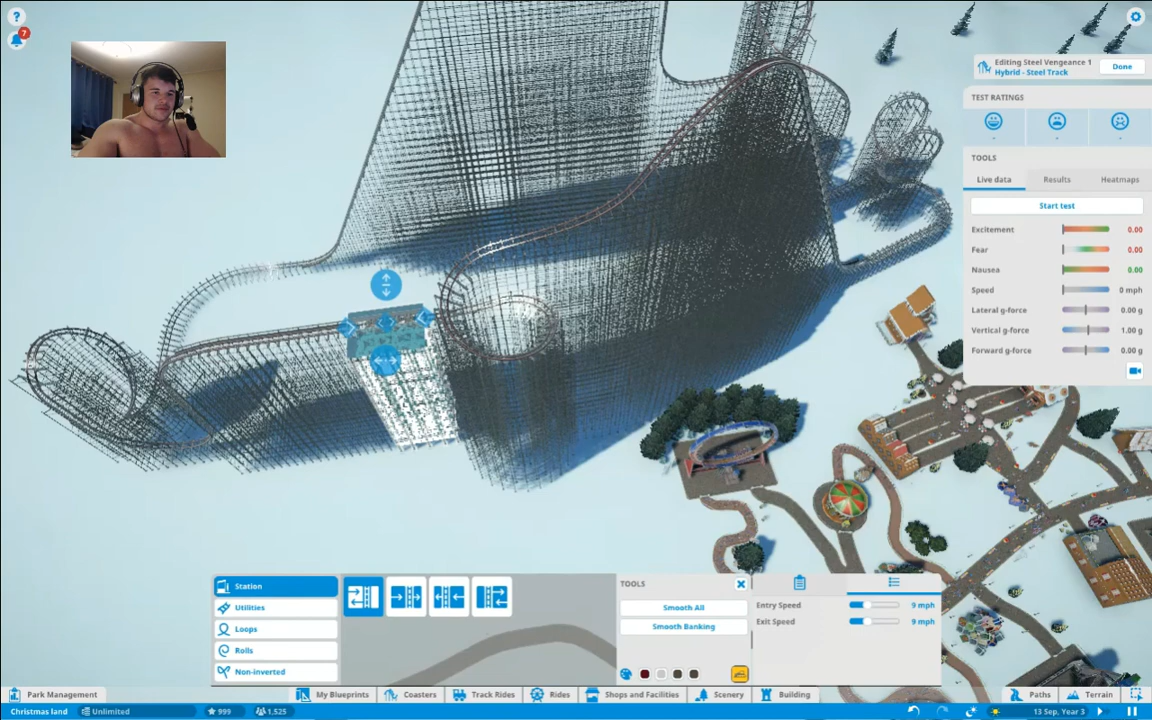 ?
7
Editing Steel Vengeance 1
Hybrid - Steel Track
Done
TEST RATINGS
- - -
TOOLS
Live data Results Heatmaps
Start test
Excitement 0.00
Fear 0.00
Nausea 0.00
Speed 0 mph
Lateral g-force 0.00 g
Vertical g-force 1.00 g
Forward g-force 0.00 g
Station
Utilities
Loops
Rolls
Non-inverted
TOOLS
Smooth All
Smooth Banking
Entry Speed 9 mph
Exit Speed 9 mph
Park Management
My Blueprints
Coasters
Track Rides
Rides
Shops and Facilities
Scenery
Building
Paths
Terrain
Christmas land
Unlimited
999
1,525
13 Sep, Year 3